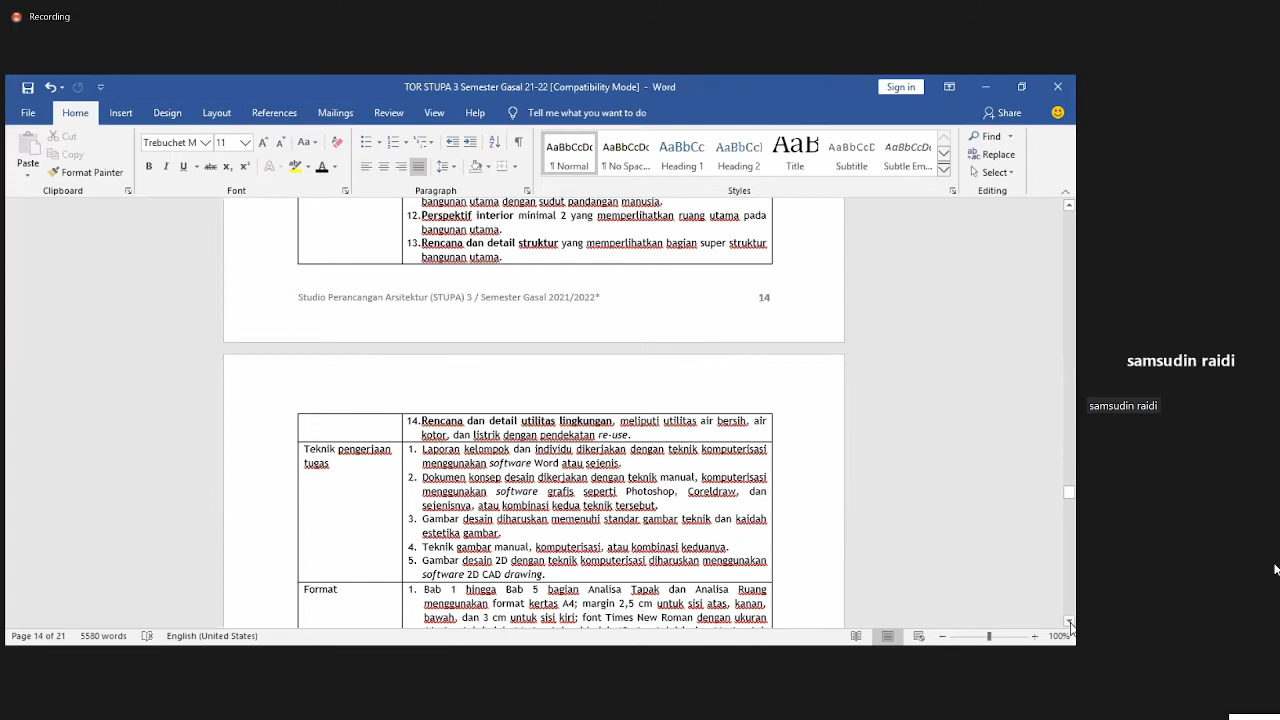 Recording
TOR STUPA 3 Semester Gasal 21-22 [Compatibility Mode] - Word
Sign in
File Home Insert Design Layout References Mailings Review View Help Tell me what you want to do
Share
Paste
Cut
Copy
Format Painter
Clipboard
Trebuchet M 11
Font
Paragraph
AaBbCcDc AaBbCcDc AaBbCc AaBbCcI AaB AaBbCcD AaBbCcDc
¶ Normal ¶ No Spac... Heading 1 Heading 2 Title Subtitle Subtle Em...
Styles
Find
Replace
Select
Editing
bangunan utama dengan sudut pandangan manusia.
12.Perspektif interior minimal 2 yang memperlihatkan ruang utama pada
bangunan utama.
13.Rencana dan detail struktur yang memperlihatkan bagian super struktur
bangunan utama.
Studio Perancangan Arsitektur (STUPA) 3 / Semester Gasal 2021/2022* 14
14.Rencana dan detail utilitas lingkungan, meliputi utilitas air bersih, air
kotor, dan listrik dengan pendekatan re-use.
Teknik pengerjaan
tugas
1. Laporan kelompok dan individu dikerjakan dengan teknik komputerisasi
menggunakan software Word atau sejenis.
2. Dokumen konsep desain dikerjakan dengan teknik manual, komputerisasi
menggunakan software grafis seperti Photoshop, Coreldraw, dan
sejenisnya, atau kombinasi kedua teknik tersebut.
3. Gambar desain diharuskan memenuhi standar gambar teknik dan kaidah
estetika gambar.
4. Teknik gambar manual, komputerisasi, atau kombinasi keduanya.
5. Gambar desain 2D dengan teknik komputerisasi diharuskan menggunakan
software 2D CAD drawing.
Format
1. Bab 1 hingga Bab 5 bagian Analisa Tapak dan Analisa Ruang
menggunakan format kertas A4; margin 2,5 cm untuk sisi atas, kanan,
bawah, dan 3 cm untuk sisi kiri; font Times New Roman dengan ukuran
Page 14 of 21 5580 words English (United States) 100%
samsudin raidi
samsudin raidi